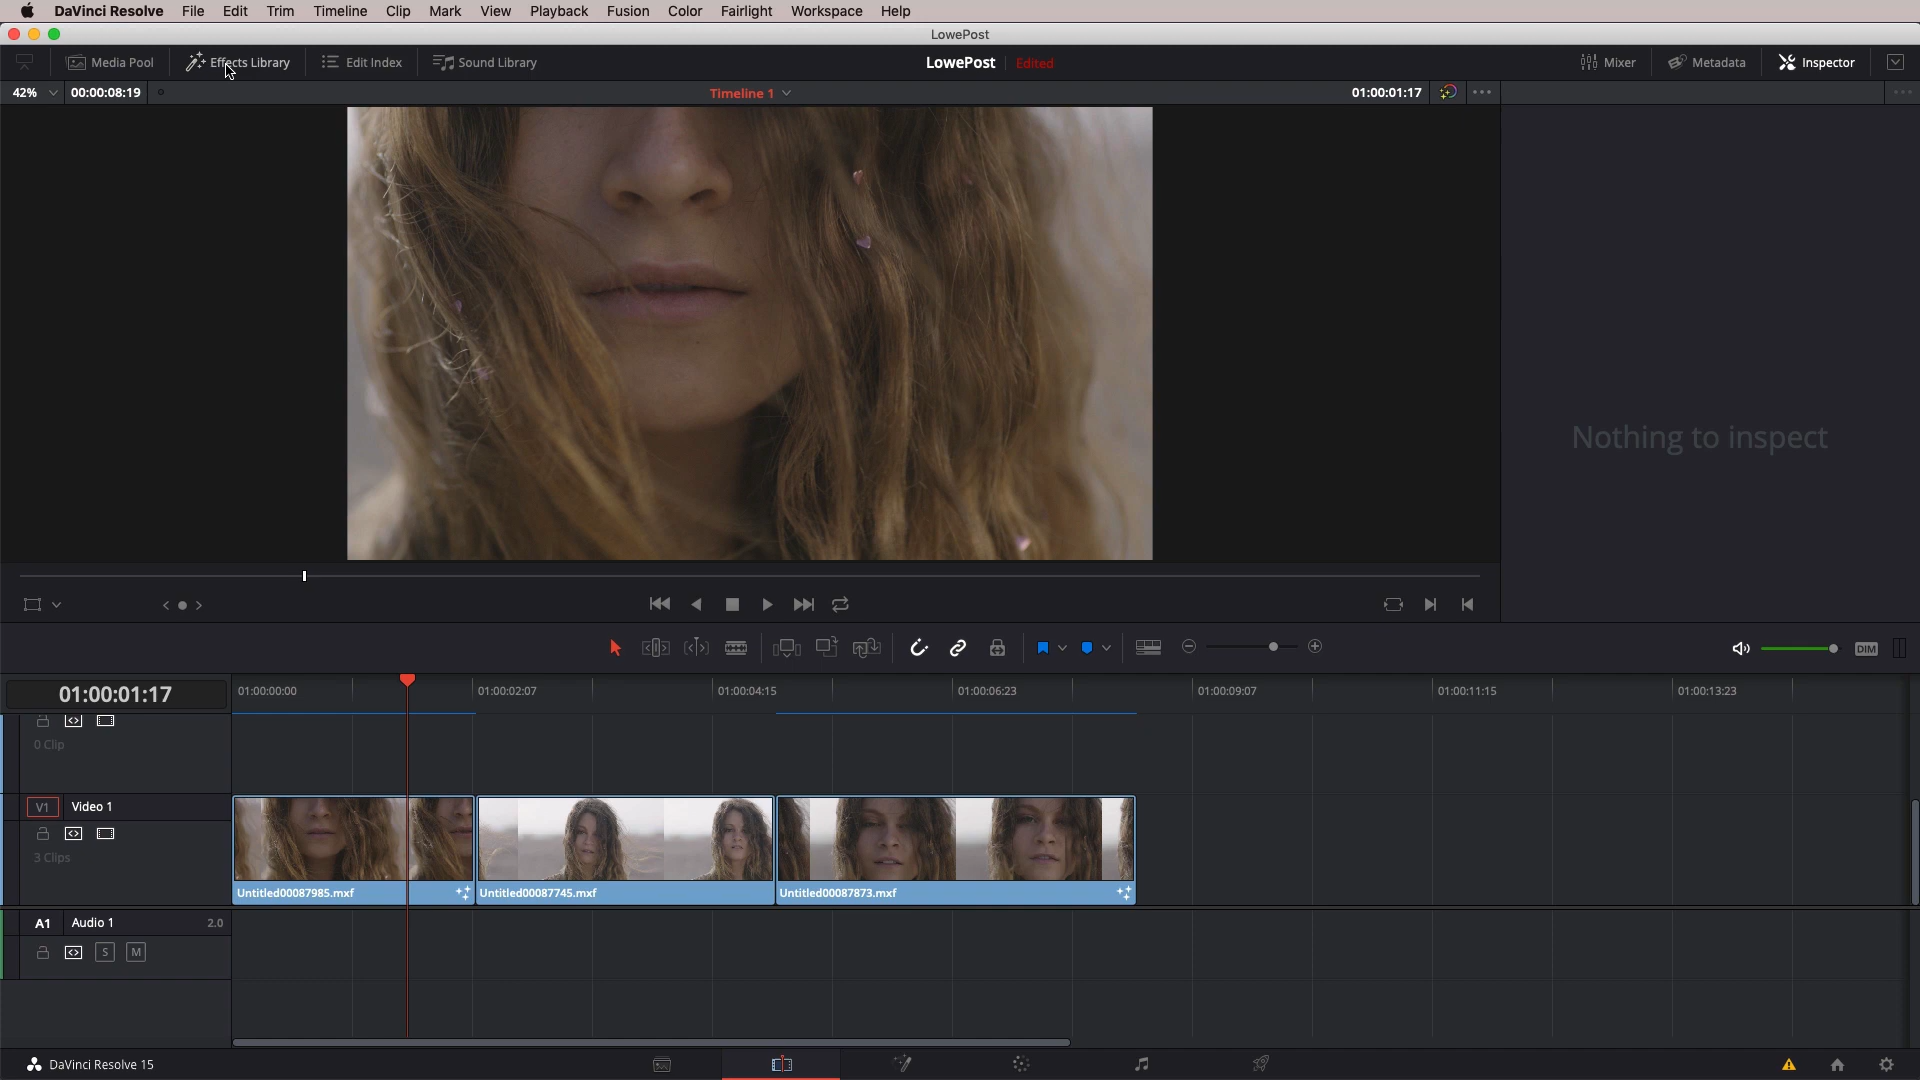 DaVinci Resolve File Edit Trim Timeline Clip Mark View Playback Fusion Color Fairlight Workspace Help
LowePost
Media Pool Effects Library Edit Index Sound Library LowePost Edited Mixer Metadata Inspector
42% 00:00:08:19 Timeline 1 01:00:01:17
Nothing to inspect
DIM
01:00:01:17 01:00:00:00 01:00:02:07 01:00:04:15 01:00:06:23 01:00:09:07 01:00:11:15 01:00:13:23
0 Clip
V1 Video 1
3 Clips
Untitled00087985.mxf Untitled00087745.mxf Untitled00087873.mxf
A1 Audio 1 2.0
S M
DaVinci Resolve 15